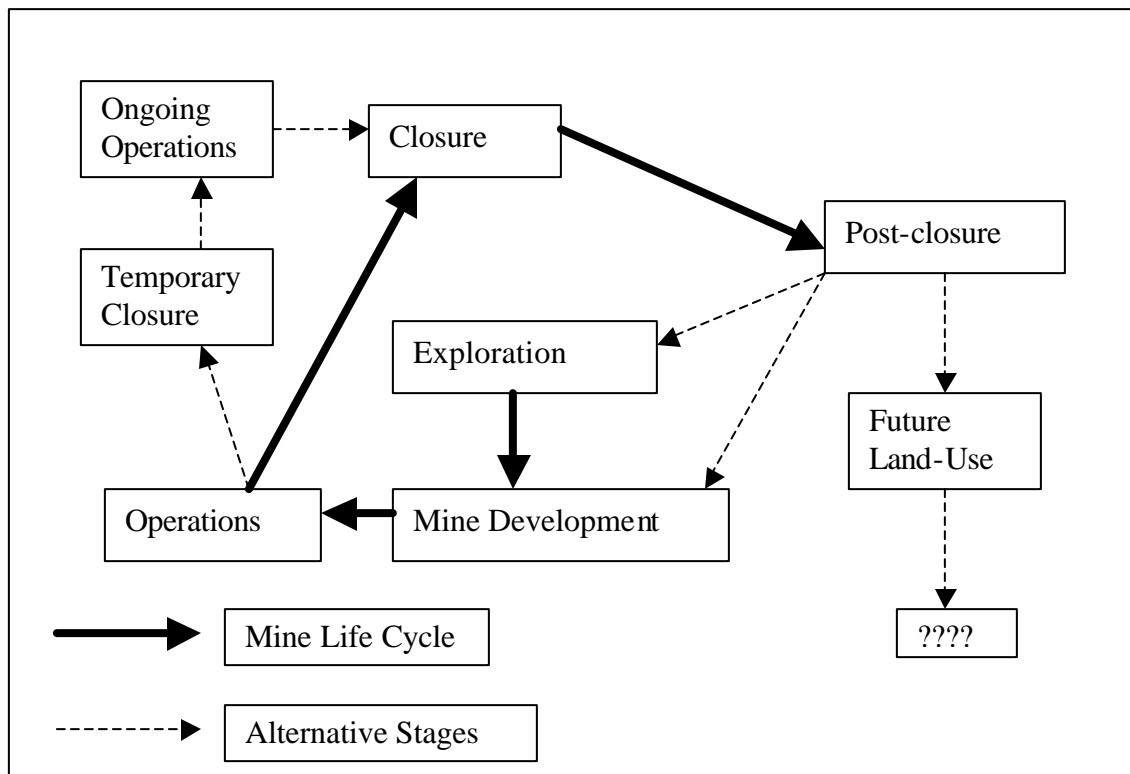 Ongoing
Operations
Closure
Post-closure
Temporary
Closure
Exploration
Future
Land-Use
Operations
Mine Development
????
Mine Life Cycle
Alternative Stages